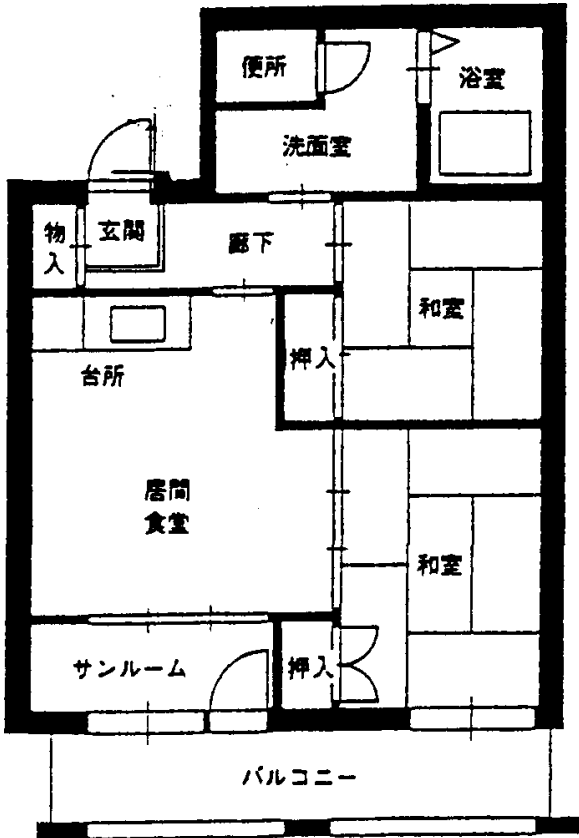 便所
浴室
洗面室
物入
玄関
廊下
和室
押入
台所
居間
食堂
和室
サンルーム
押入
バルコニー